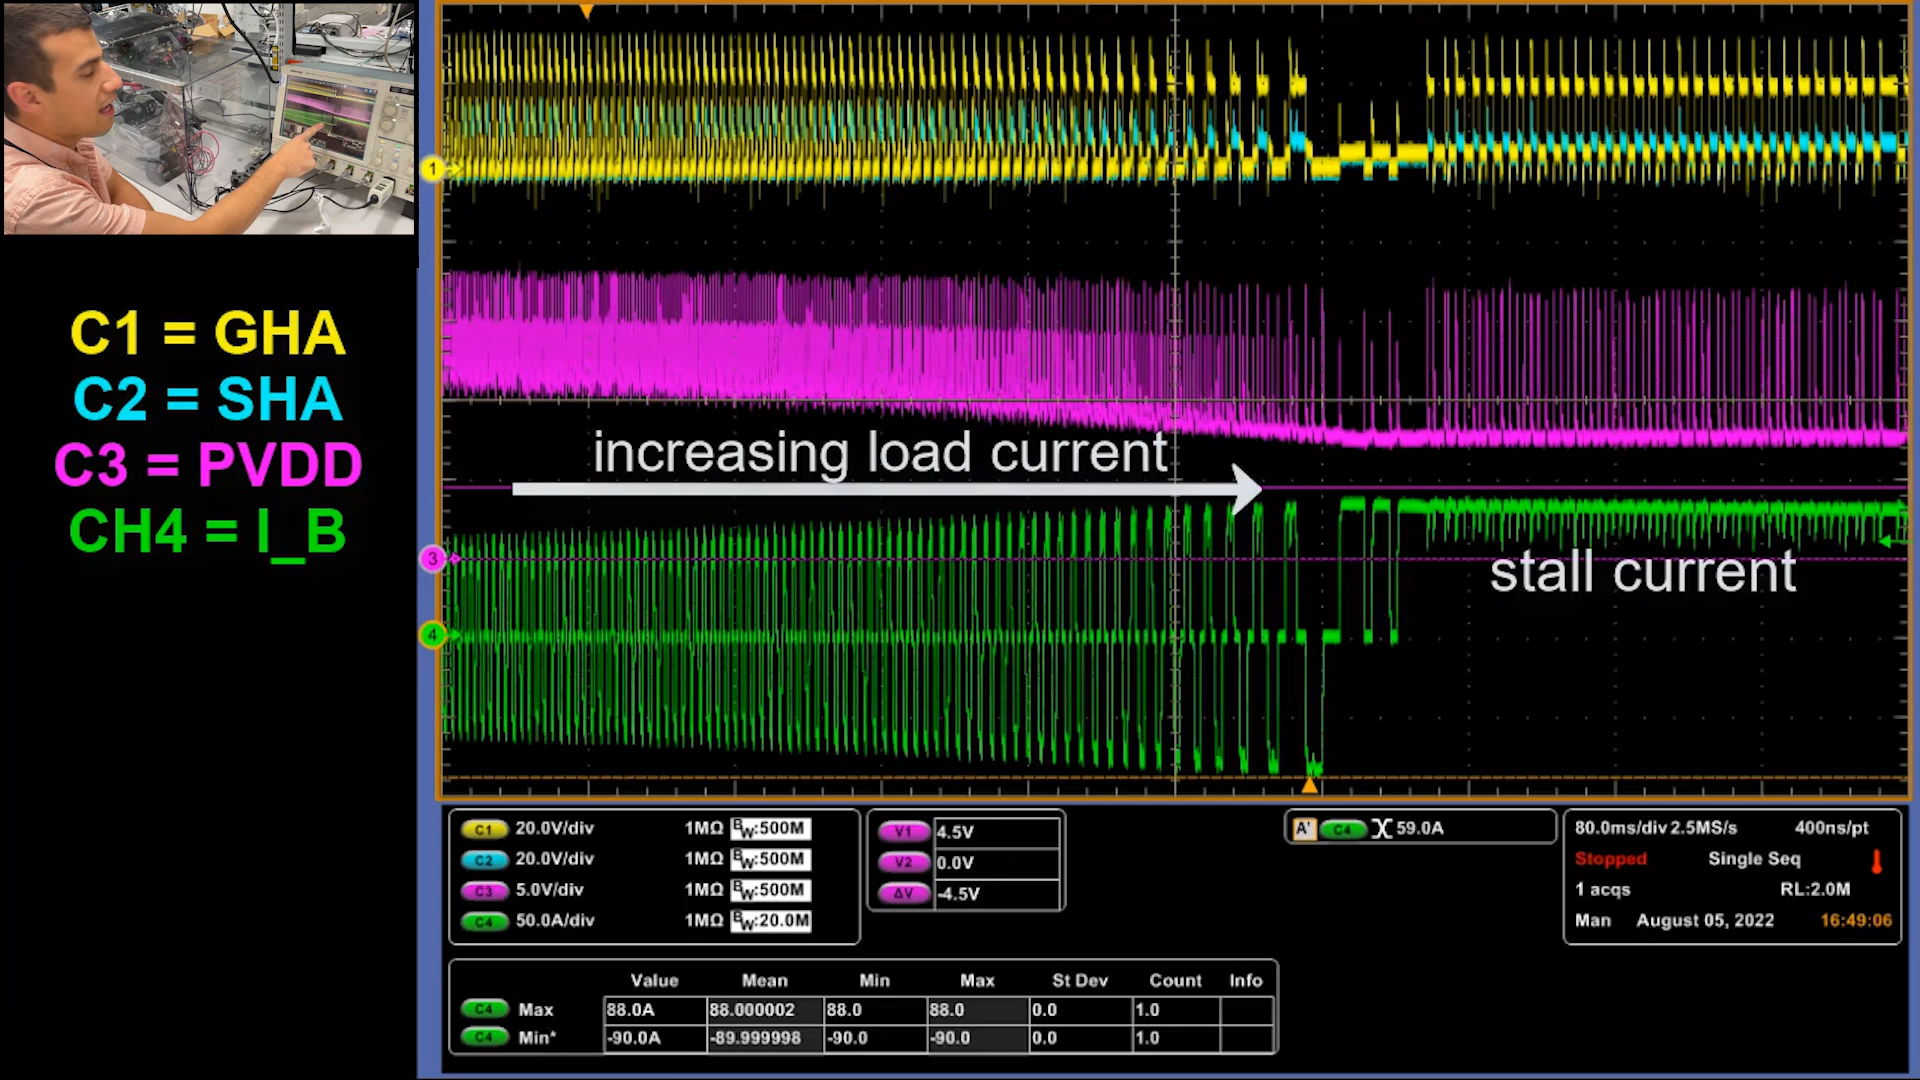 1
increasing load current
3
stall current
4
C1 = GHA
C2 = SHA
C3 = PVDD
CH4 = I_B
C1 20.0V/div 1MΩ BW:500M
C2 20.0V/div 1MΩ BW:500M
C3 5.0V/div 1MΩ BW:500M
C4 50.0A/div 1MΩ BW:20.0M
V1 4.5V
V2 0.0V
ΔV -4.5V
A' C4 59.0A
80.0ms/div 2.5MS/s 400ns/pt
Stopped Single Seq
1 acqs RL:2.0M
Man August 05, 2022 16:49:06
Value Mean Min Max St Dev Count Info
C4 Max 88.0A 88.000002 88.0 88.0 0.0 1.0
C4 Min* -90.0A -89.999998 -90.0 -90.0 0.0 1.0